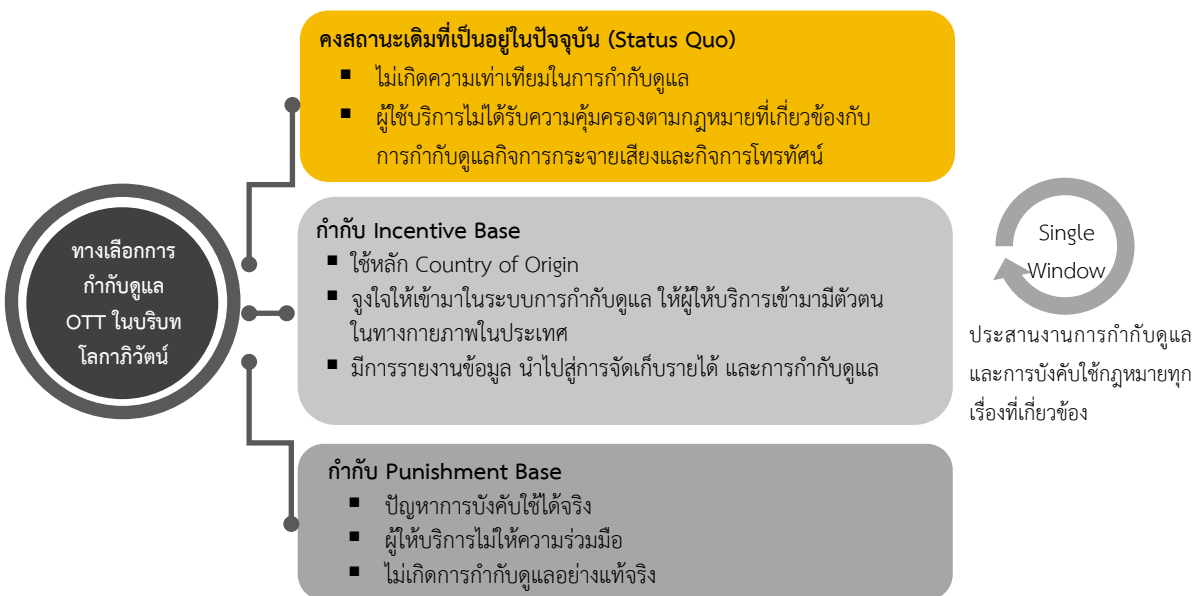 คงสถานะเดิมที่เป็นอยู่ในปัจจุบัน (Status Quo)
▪ ไม่เกิดความเท่าเทียมในการกำกับดูแล
▪ ผู้ใช้บริการไม่ได้รับความคุ้มครองตามกฎหมายที่เกี่ยวข้องกับ
การกำกับดูแลกิจการกระจายเสียงและกิจการโทรทัศน์
ทางเลือกการ
กำกับดูแล
OTT ในบริบท
โลกาภิวัตน์
กำกับ Incentive Base
▪ ใช้หลัก Country of Origin
▪ จูงใจให้เข้ามาในระบบการกำกับดูแล ให้ผู้ให้บริการเข้ามามีตัวตน
ในทางกายภาพในประเทศ
▪ มีการรายงานข้อมูล นำไปสู่การจัดเก็บรายได้ และการกำกับดูแล
Single
Window
ประสานงานการกำกับดูแล
และการบังคับใช้กฎหมายทุก
เรื่องที่เกี่ยวข้อง
กำกับ Punishment Base
▪ ปัญหาการบังคับใช้ได้จริง
▪ ผู้ให้บริการไม่ให้ความร่วมมือ
▪ ไม่เกิดการกำกับดูแลอย่างแท้จริง